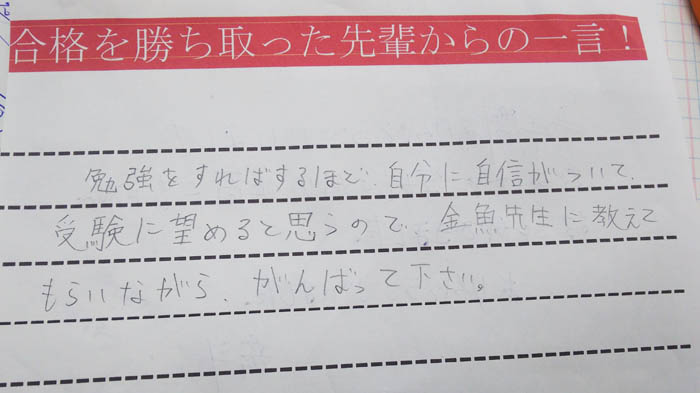 合格を勝ち取った先輩からの一言！
勉強をすればするほど、自分に自信がついて、
受験に望めると思うので、金魚先生に教えて
もらいながら、がんばって下さい。